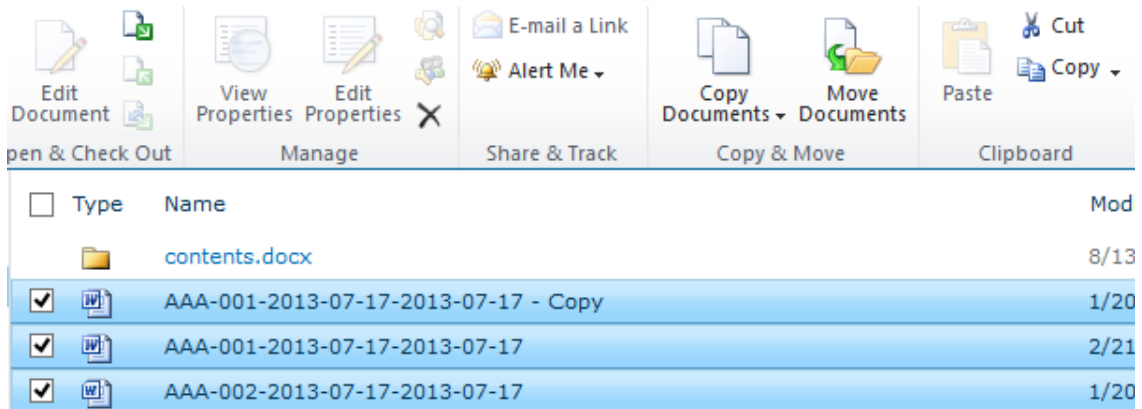 E-mail a Link
Cut
Alert Me
Copy
Edit Document
View Properties
Edit Properties
Copy Documents
Move Documents
Paste
pen & Check Out
Manage
Share & Track
Copy & Move
Clipboard
Type Name Mod
contents.docx 8/13
AAA-001-2013-07-17-2013-07-17 - Copy 1/20
AAA-001-2013-07-17-2013-07-17 2/21
AAA-002-2013-07-17-2013-07-17 1/20